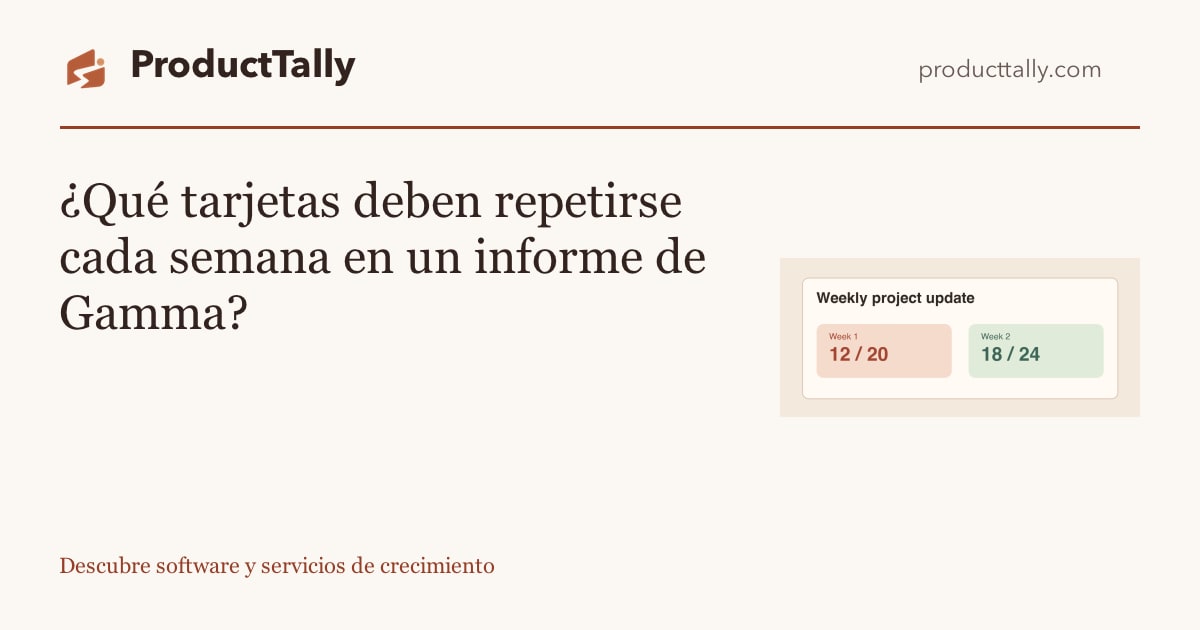 ProductTally
producttally.com
¿Qué tarjetas deben repetirse
cada semana en un informe de
Gamma?
Weekly project update
Week 1
12 / 20
Week 2
18 / 24
Descubre software y servicios de crecimiento